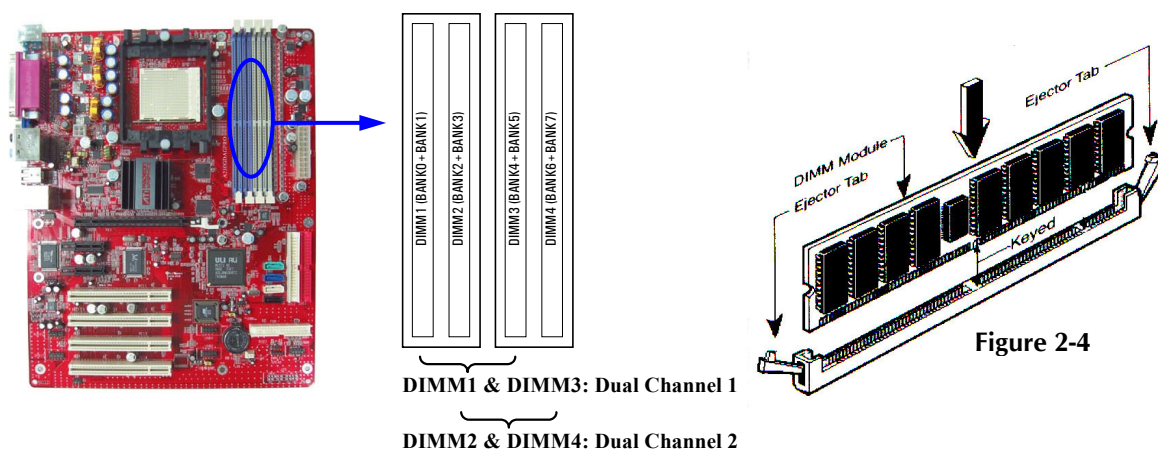 DIMM1 (BANK0+BANK1)
DIMM2 (BANK2+BANK3)
DIMM3 (BANK4+BANK5)
DIMM4 (BANK6+BANK7)
DIMM1 & DIMM3: Dual Channel 1
DIMM2 & DIMM4: Dual Channel 2
Ejector Tab
DIMM Module
Ejector Tab
Keyed
Figure 2-4